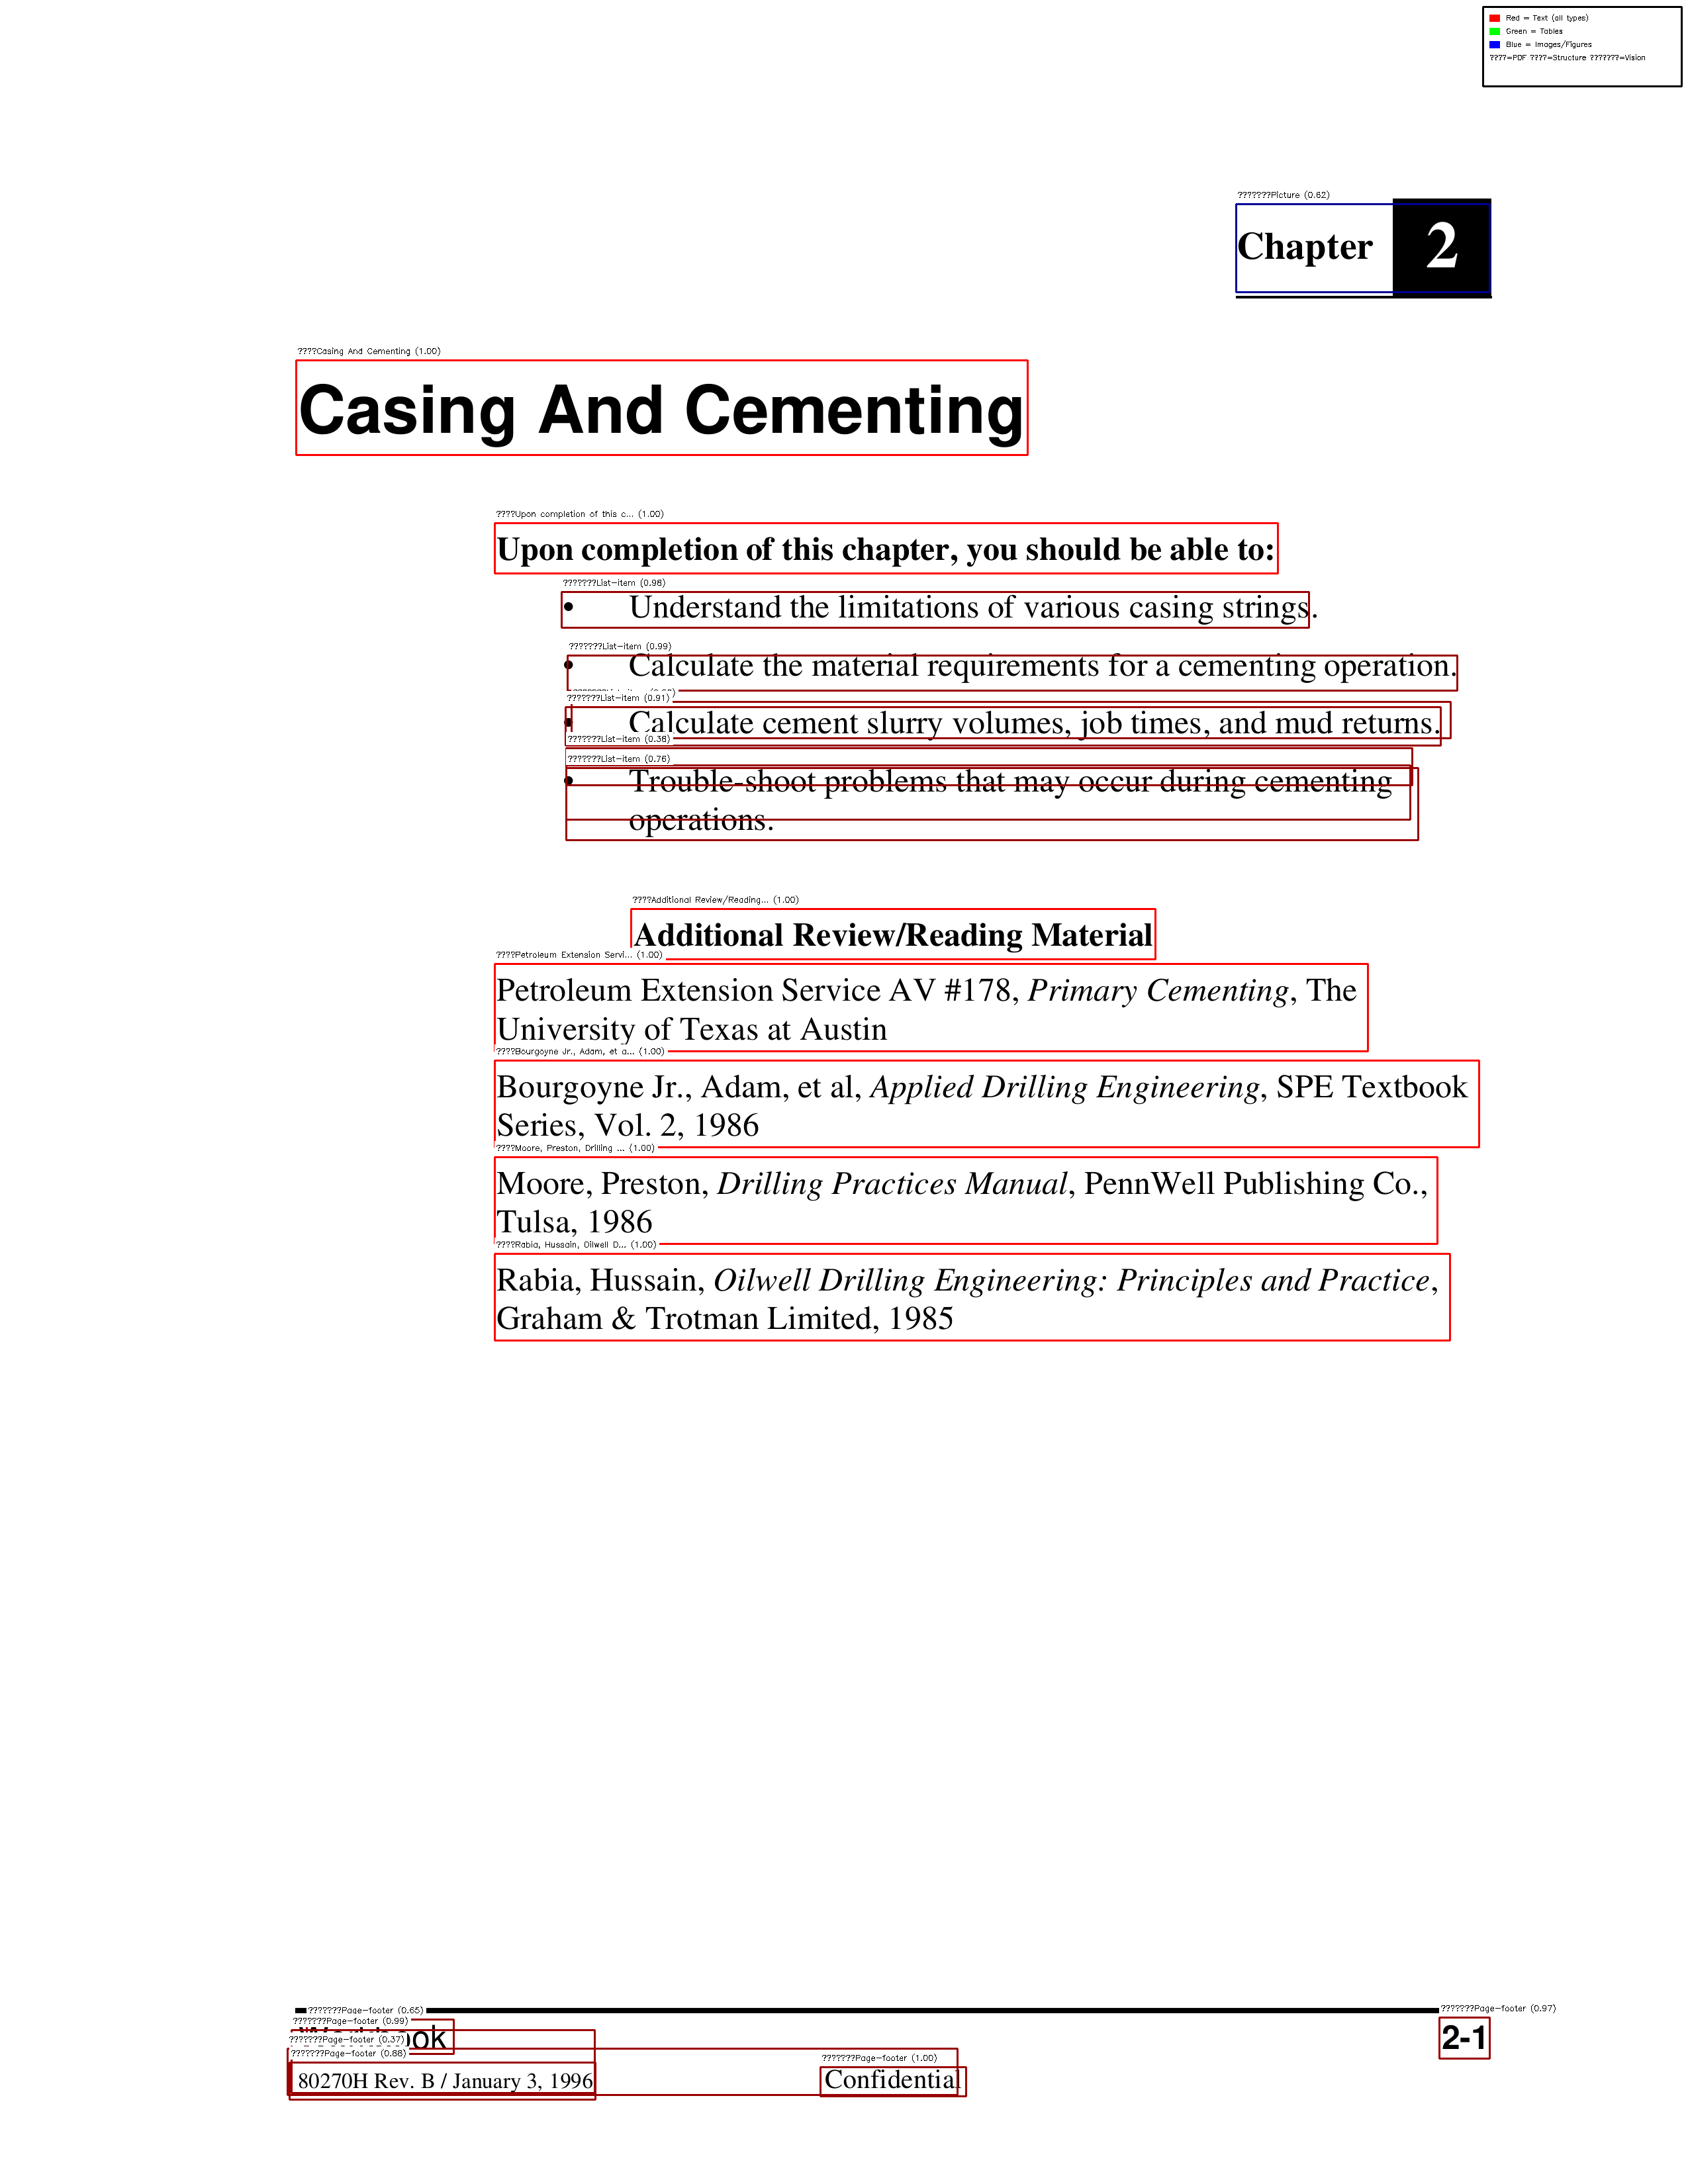 Red = Text (all types)
Green = Tables
Blue = Images/Figures
????=PDF ????=Structure ???????=Vision
???????Picture (0.62)
Chapter 2
????Casing And Cementing (1.00)
Casing And Cementing
????Upon completion of this c... (1.00)
Upon completion of this chapter, you should be able to:
???????List-item (0.98)
• Understand the limitations of various casing strings.
???????List-item (0.99)
• Calculate the material requirements for a cementing operation.
???????List-item (0.91)
• Calculate cement slurry volumes, job times, and mud returns.
???????List-item (0.36)
???????List-item (0.76)
• Trouble-shoot problems that may occur during cementing
operations.
????Additional Review/Reading... (1.00)
Additional Review/Reading Material
????Petroleum Extension Servi... (1.00)
Petroleum Extension Service AV #178, Primary Cementing, The
University of Texas at Austin
????Bourgoyne Jr., Adam, et a... (1.00)
Bourgoyne Jr., Adam, et al, Applied Drilling Engineering, SPE Textbook
Series, Vol. 2, 1986
????Moore, Preston, Drilling ... (1.00)
Moore, Preston, Drilling Practices Manual, PennWell Publishing Co.,
Tulsa, 1986
????Rabia, Hussain, Oilwell D... (1.00)
Rabia, Hussain, Oilwell Drilling Engineering: Principles and Practice,
Graham & Trotman Limited, 1985
???????Page-footer (0.65)
???????Page-footer (0.97)
???????Page-footer (0.99)
2-1
???????Page-footer (0.37)
???????Page-footer (0.88)
???????Page-footer (1.00)
80270H Rev. B / January 3, 1996 Confidential